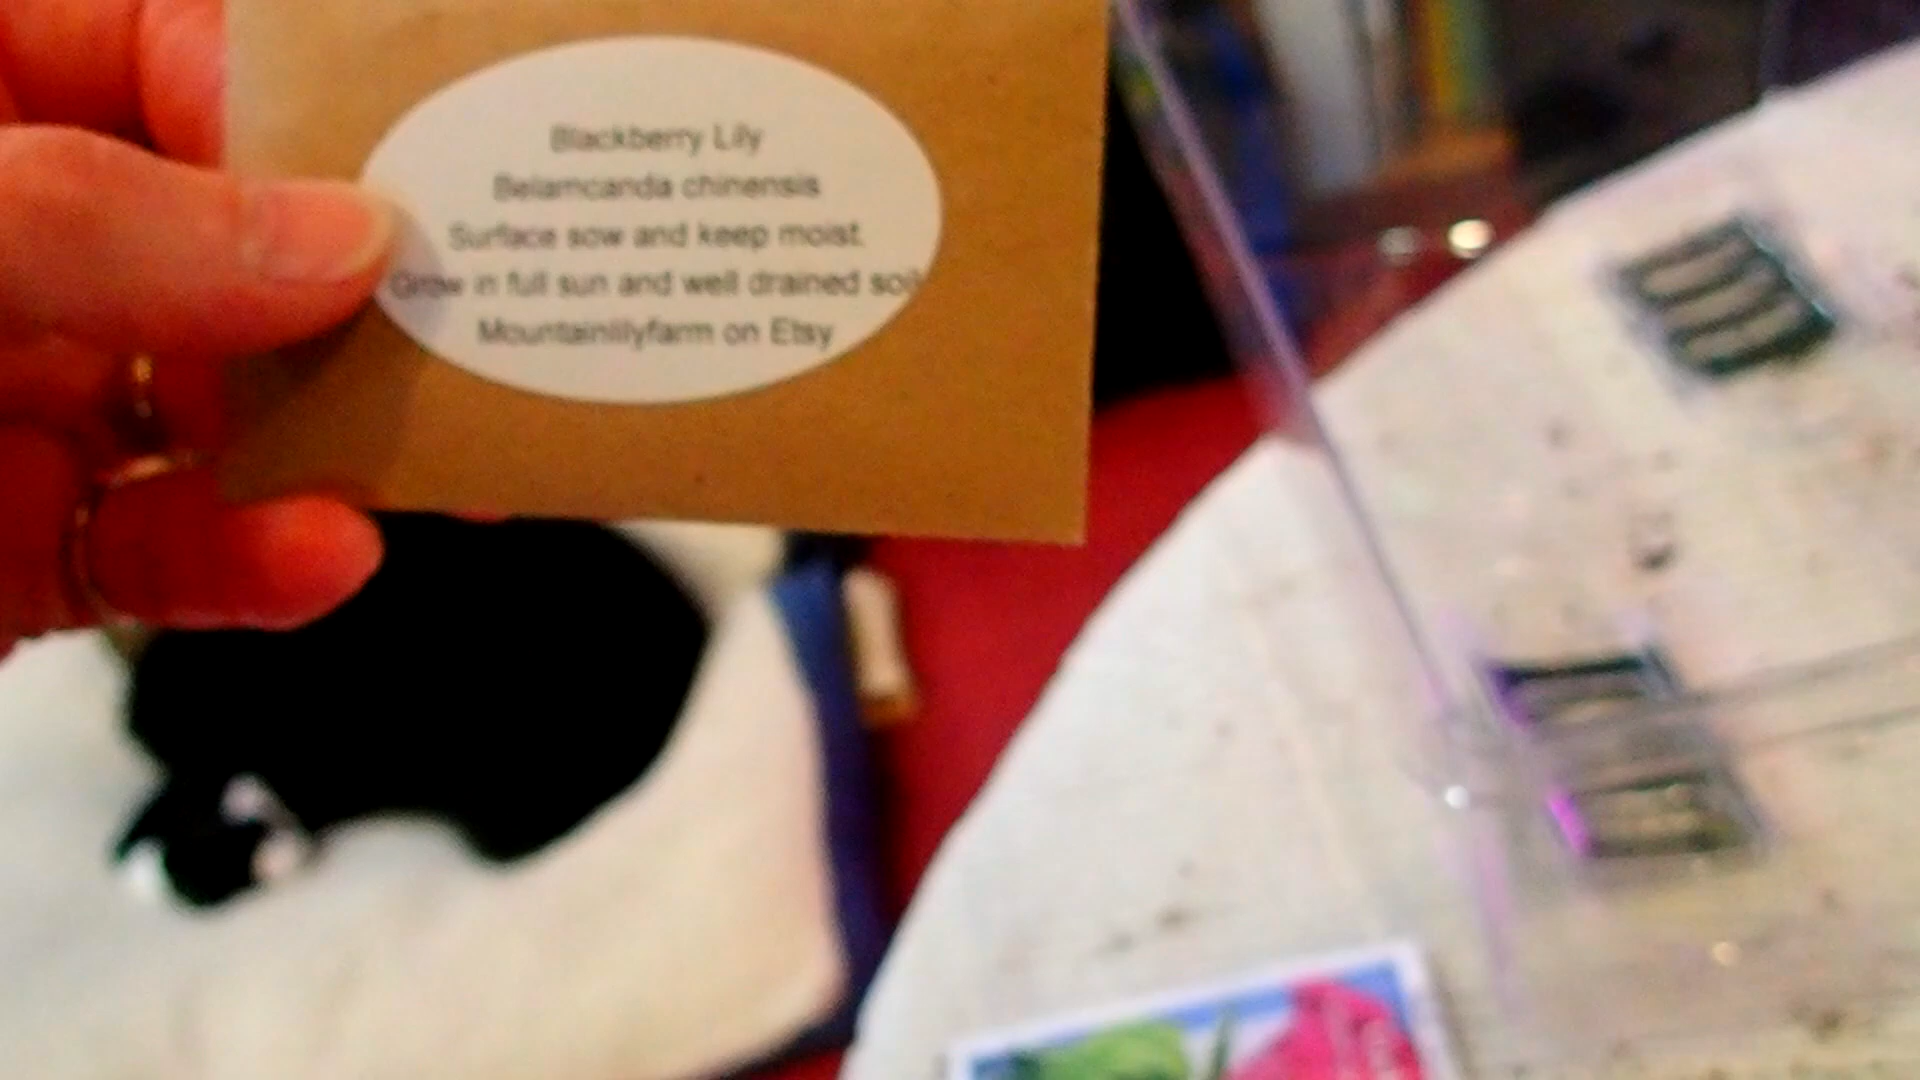 Blackberry Lily
Belamcanda chinensis
Surface sow and keep moist.
Grow in full sun and well drained soil
Mountainlilyfarm on Etsy